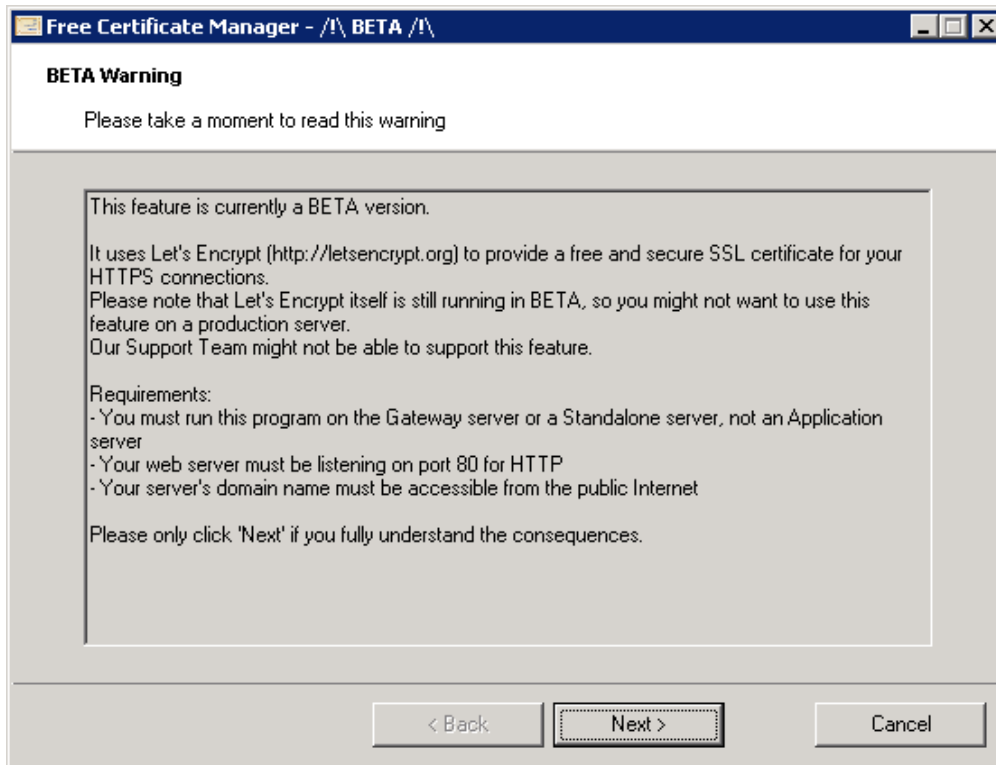 Free Certificate Manager - /!\ BETA /!\
BETA Warning
Please take a moment to read this warning
This feature is currently a BETA version.
It uses Let's Encrypt (http://letsencrypt.org) to provide a free and secure SSL certificate for your
HTTPS connections.
Please note that Let's Encrypt itself is still running in BETA, so you might not want to use this
feature on a production server.
Our Support Team might not be able to support this feature.
Requirements:
- You must run this program on the Gateway server or a Standalone server, not an Application
server
- Your web server must be listening on port 80 for HTTP
- Your server's domain name must be accessible from the public Internet
Please only click 'Next' if you fully understand the consequences.
< Back
Next >
Cancel